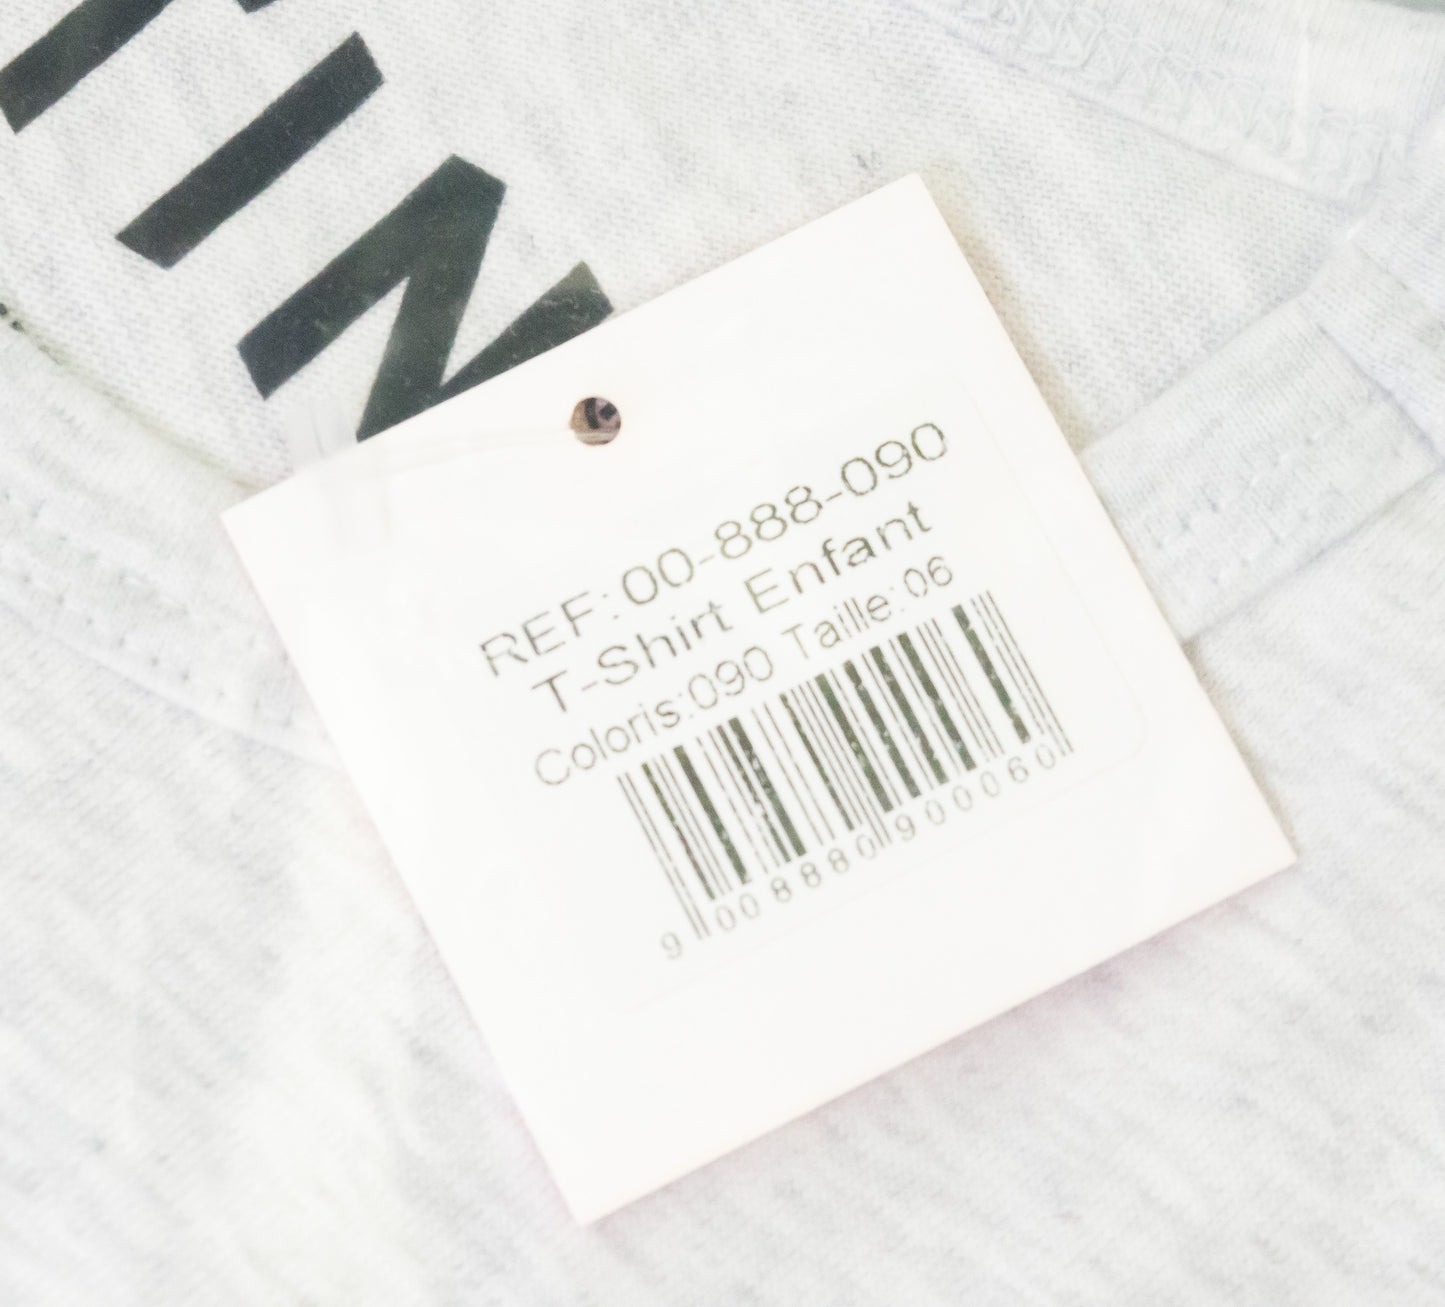 REF:00-888-090
T-Shirt Enfant
Coloris:090 Taille:06
9 008880 900060